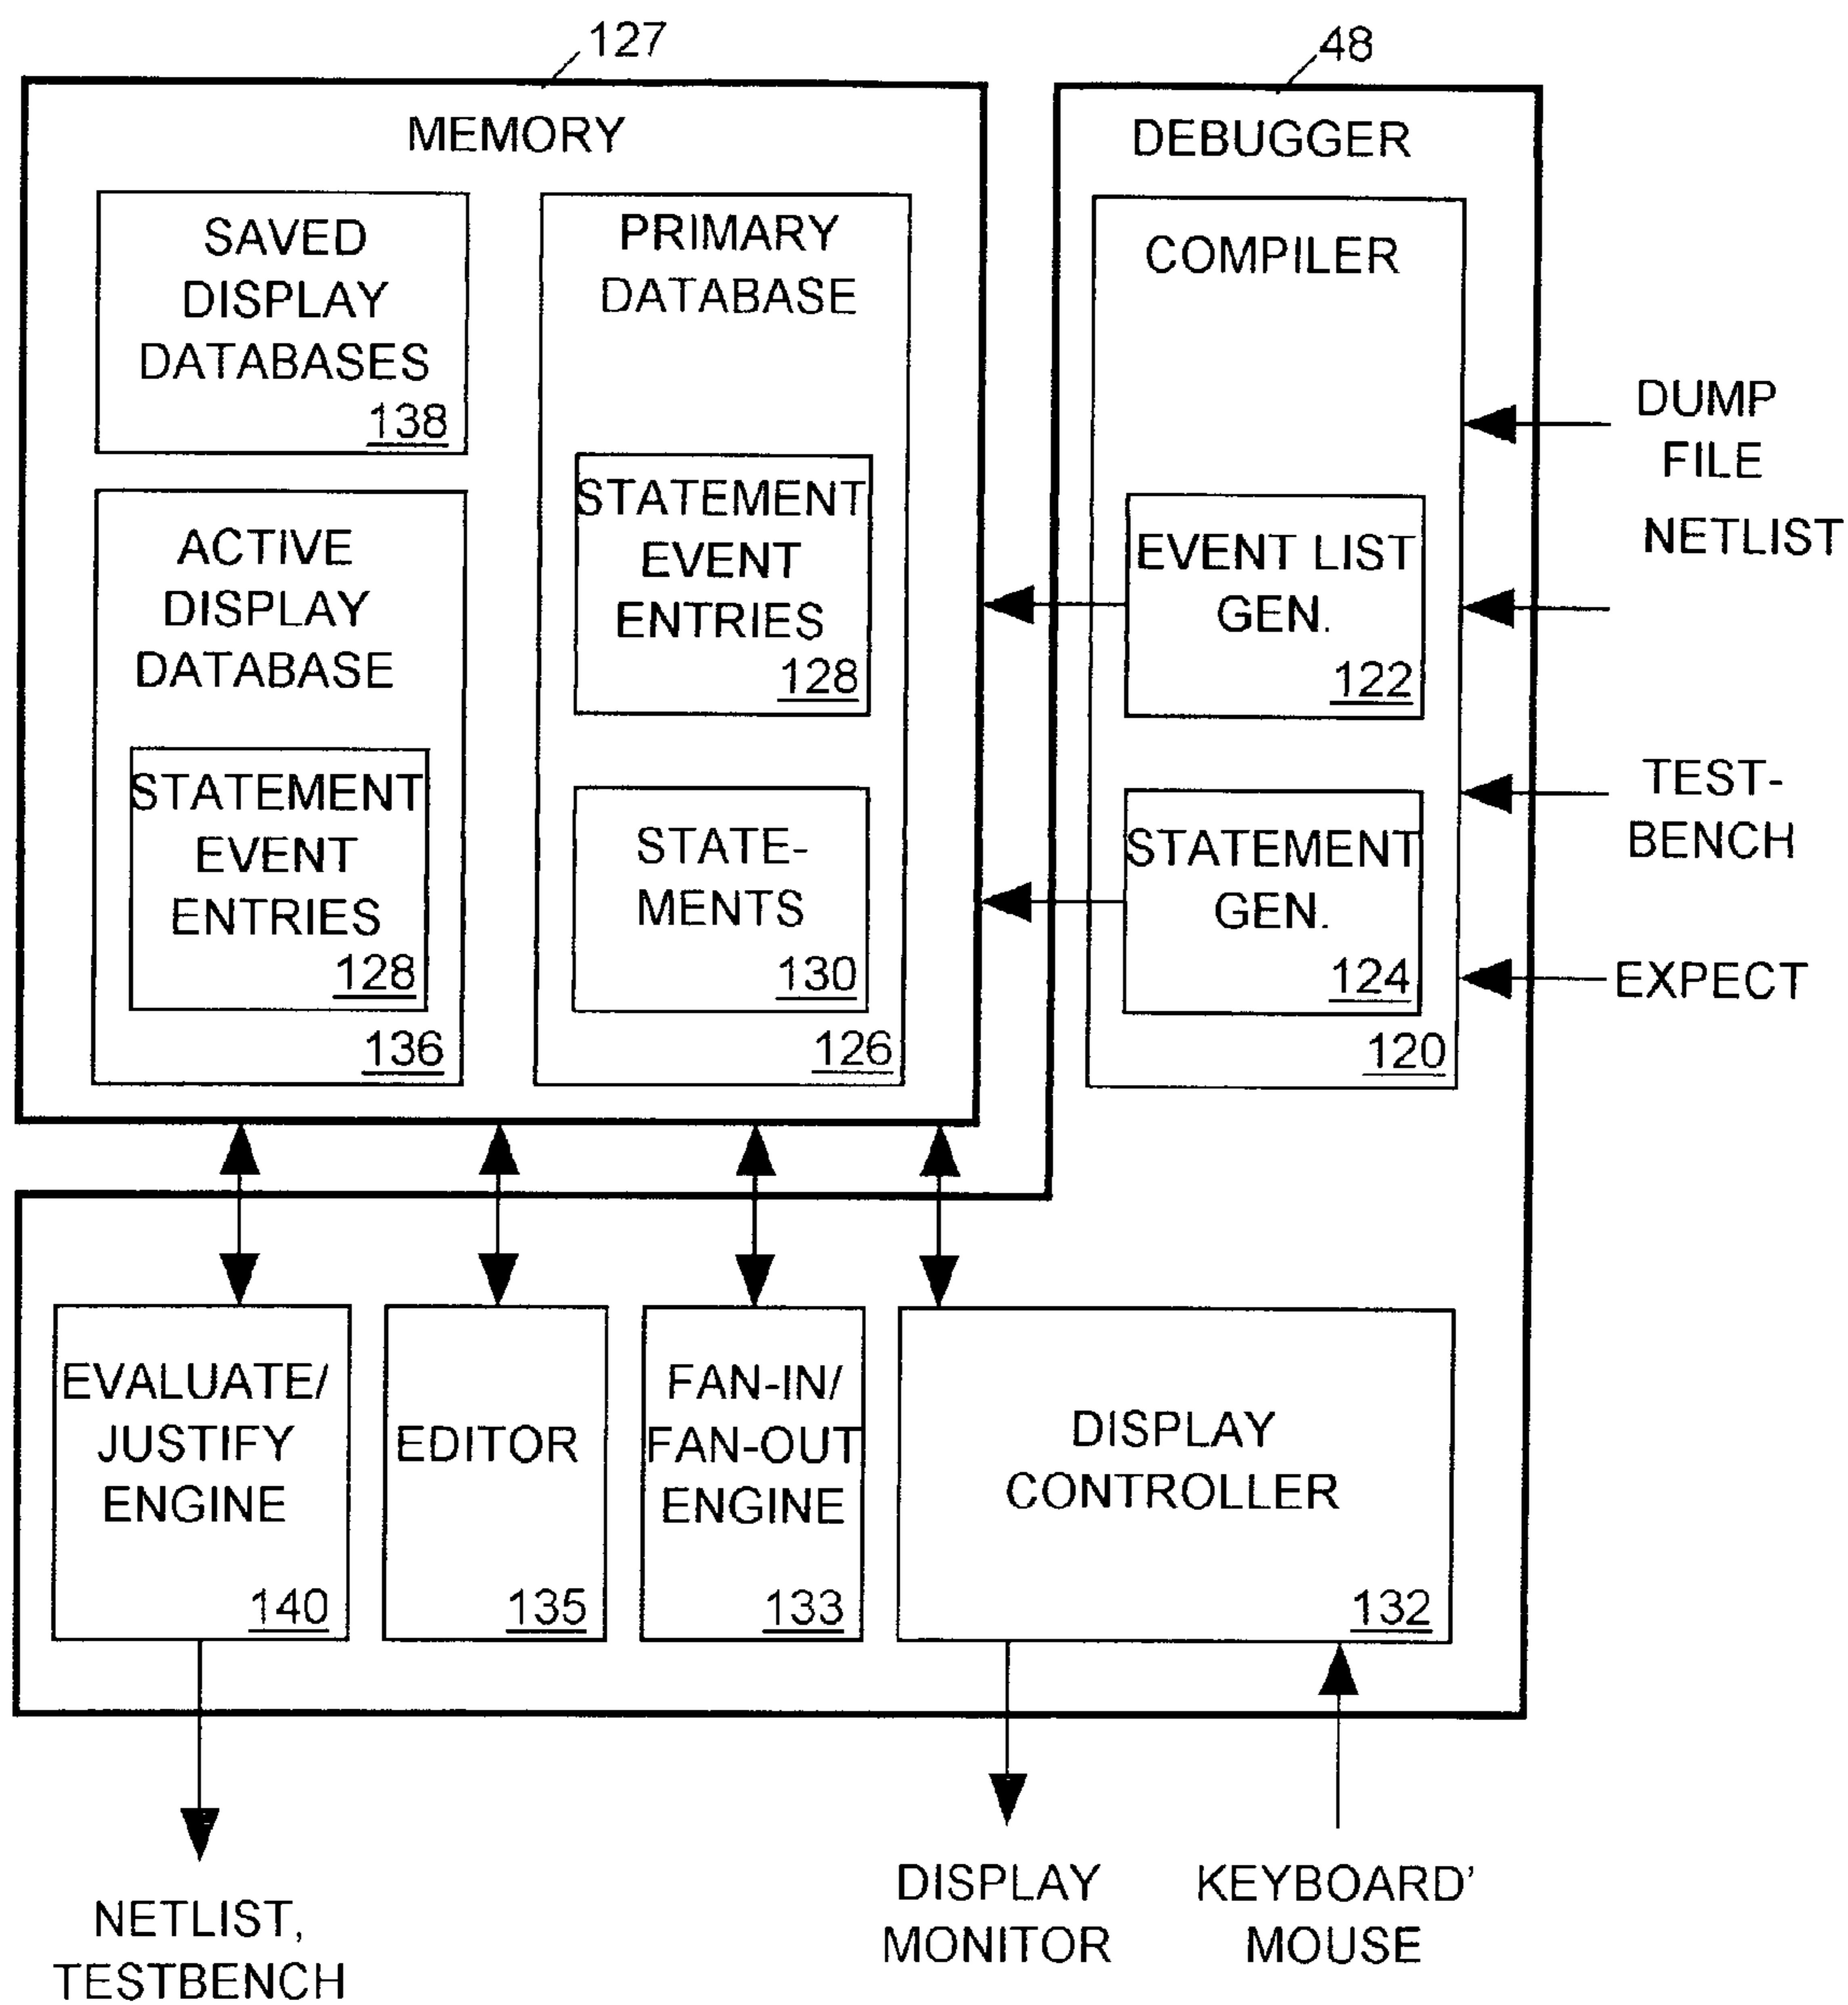 127
48
MEMORY
DEBUGGER
SAVED
DISPLAY
DATABASES
138
PRIMARY
DATABASE
COMPILER
DUMP
FILE
NETLIST
STATEMENT
EVENT
ENTRIES
128
EVENT LIST
GEN.
122
ACTIVE
DISPLAY
DATABASE
STATEMENT
EVENT
ENTRIES
128
136
STATE-
MENTS
130
126
STATEMENT
GEN.
124
120
TEST-
BENCH
EXPECT
EVALUATE/
JUSTIFY
ENGINE
140
EDITOR
135
FAN-IN/
FAN-OUT
ENGINE
133
DISPLAY
CONTROLLER
132
NETLIST,
TESTBENCH
DISPLAY
MONITOR
KEYBOARD'
MOUSE